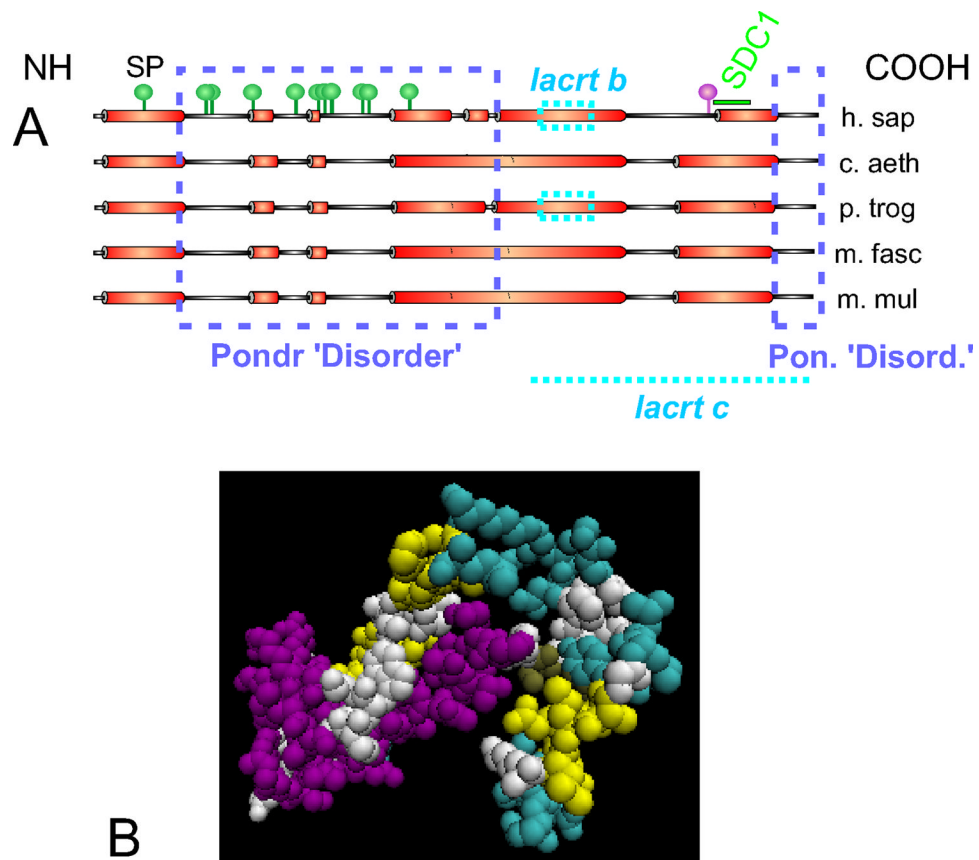 NH SP lacrt b SDC1 COOH
A
h. sap
c. aeth
p. trog
m. fasc
m. mul
Pondr 'Disorder' Pon. 'Disord.'
lacrt c
B